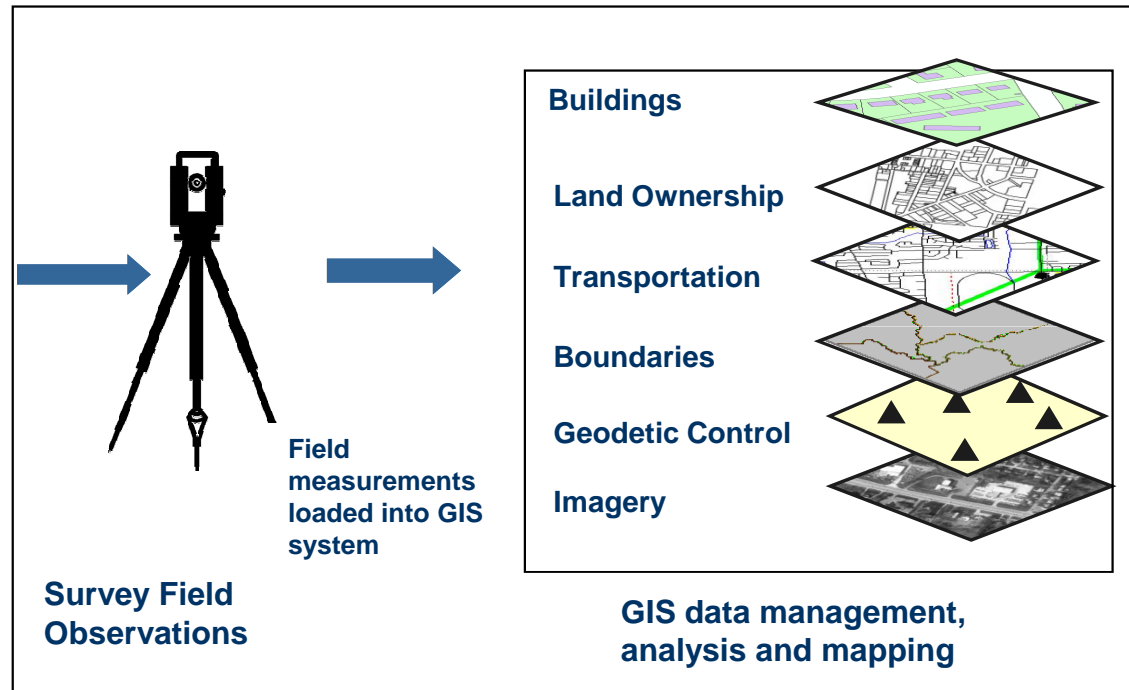 Buildings
Land Ownership
Transportation
Boundaries
Geodetic Control
Imagery
Field
measurements
loaded into GIS
system
Survey Field
Observations
GIS data management,
analysis and mapping